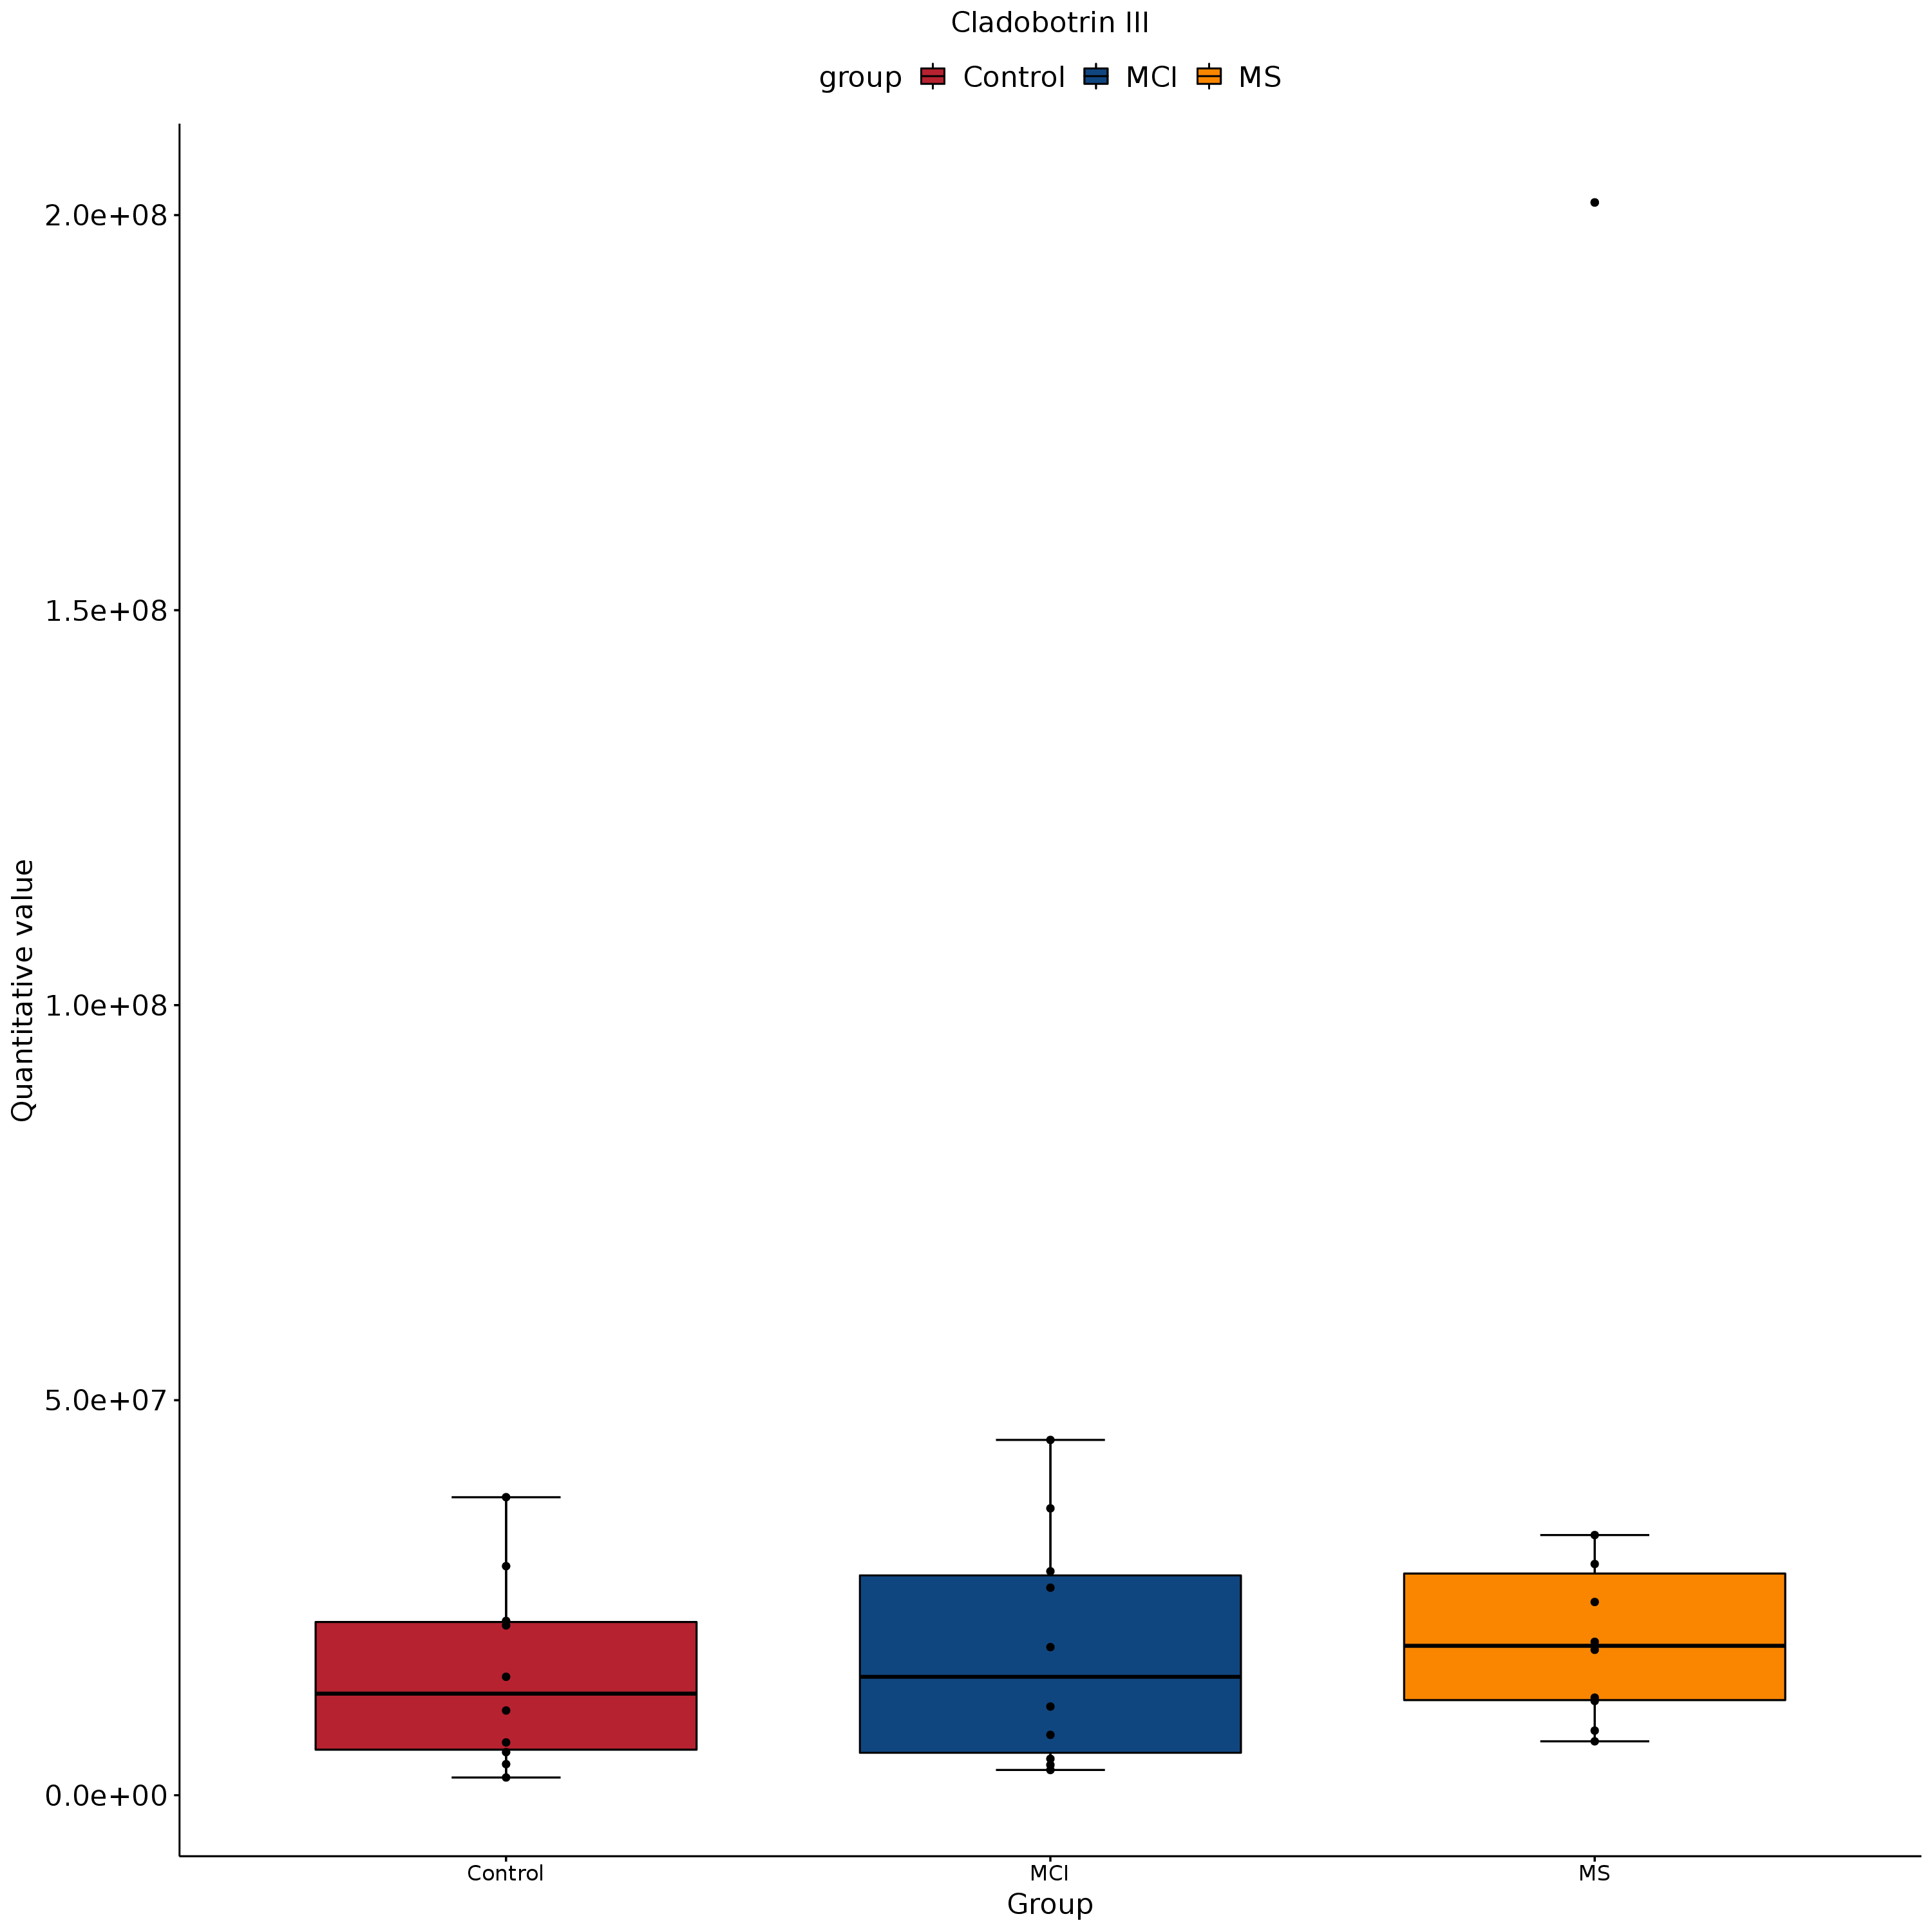 Cladobotrin III
group Control MCI MS
2.0e+08
1.5e+08
1.0e+08
5.0e+07
0.0e+00
Quantitative value
Control MCI MS
Group